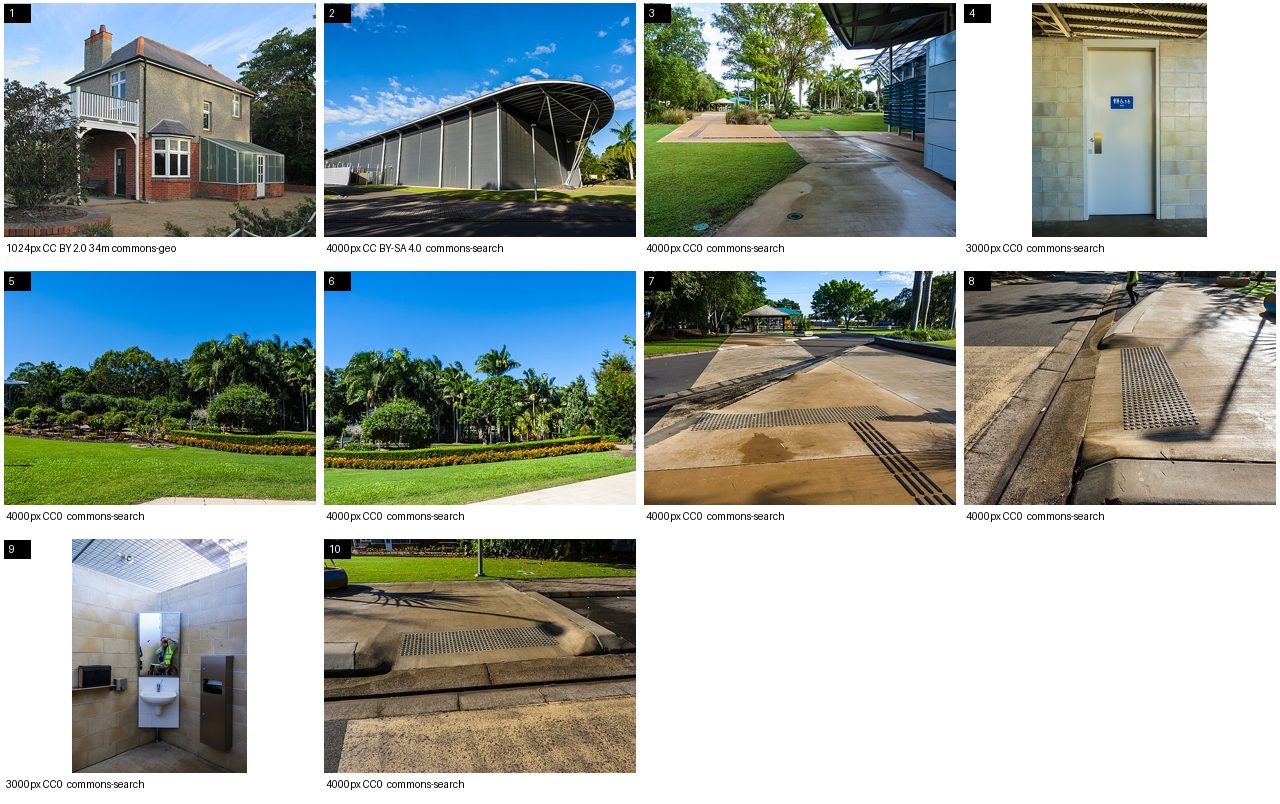 1
2
3
4
1024px CC BY 2.0 34m commons-geo
4000px CC BY-SA 4.0 commons-search
4000px CC0 commons-search
3000px CC0 commons-search
5
6
7
8
4000px CC0 commons-search
4000px CC0 commons-search
4000px CC0 commons-search
4000px CC0 commons-search
9
10
3000px CC0 commons-search
4000px CC0 commons-search